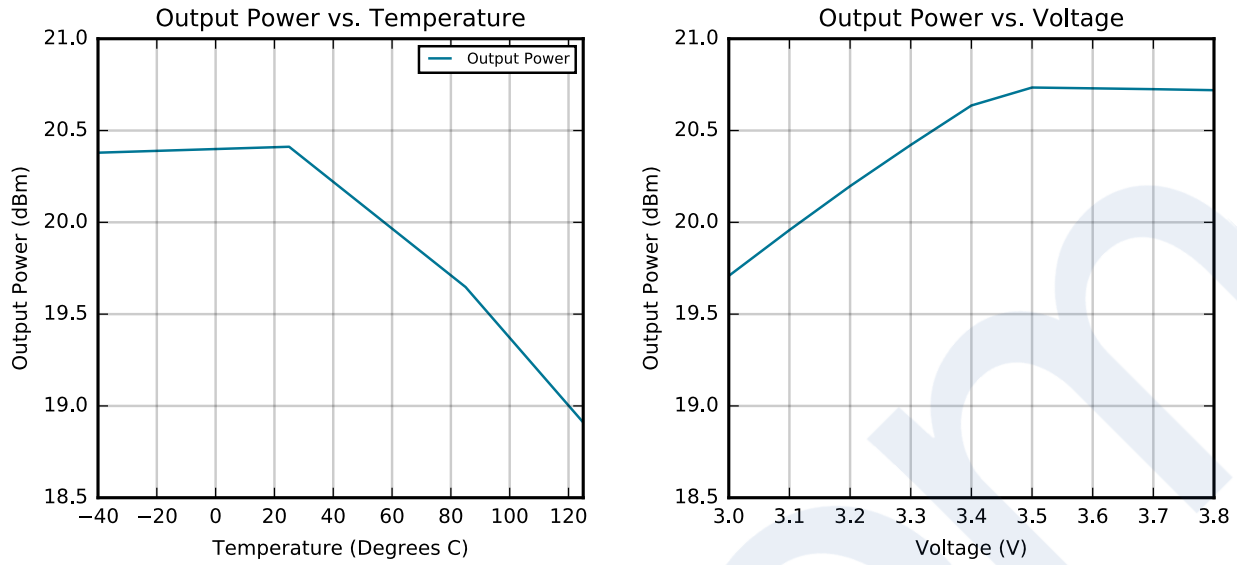 Output Power vs. Temperature
21.0
20.5
20.0
19.5
19.0
18.5
Output Power (dBm)
Output Power
−40 −20 0 20 40 60 80 100 120
Temperature (Degrees C)
Output Power vs. Voltage
21.0
20.5
20.0
19.5
19.0
18.5
Output Power (dBm)
3.0 3.1 3.2 3.3 3.4 3.5 3.6 3.7 3.8
Voltage (V)